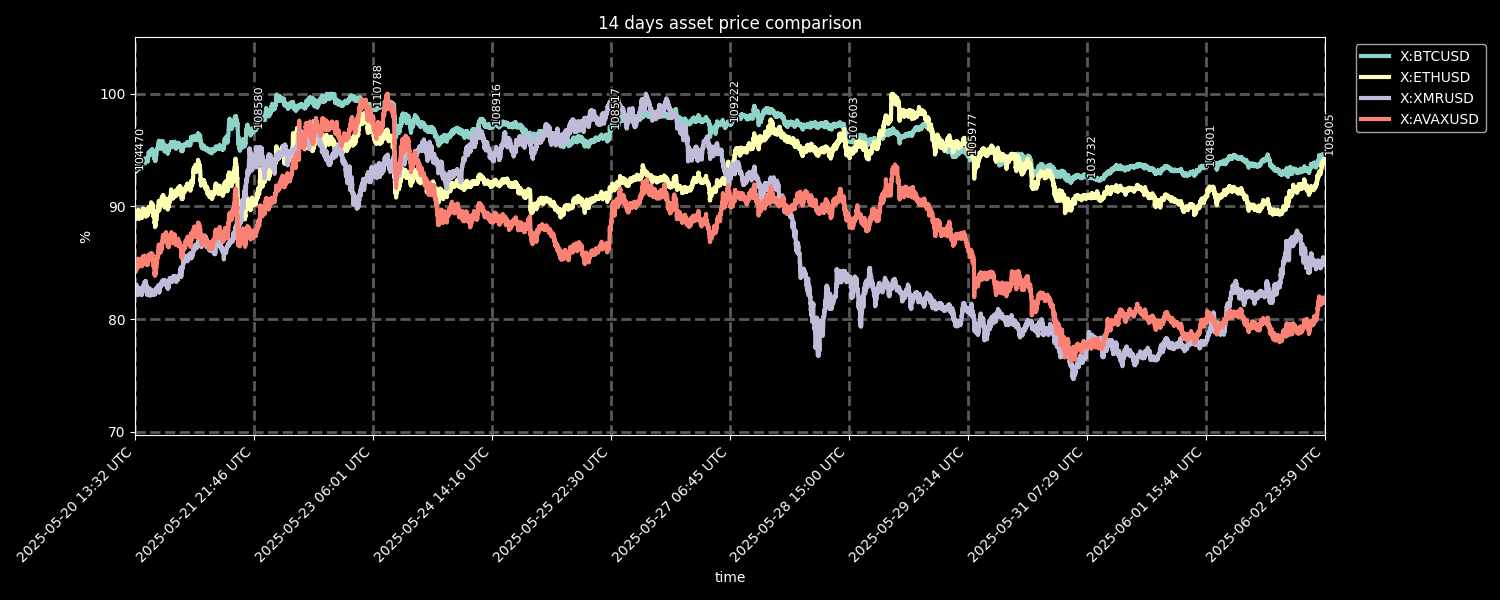 14 days asset price comparison
X:BTCUSD
X:ETHUSD
X:XMRUSD
X:AVAXUSD
100
90
80
70
%
104470
108580
110788
108916
108517
109222
107603
105977
103732
104801
105905
2025-05-20 13:32 UTC
2025-05-21 21:46 UTC
2025-05-23 06:01 UTC
2025-05-24 14:16 UTC
2025-05-25 22:30 UTC
2025-05-27 06:45 UTC
2025-05-28 15:00 UTC
2025-05-29 23:14 UTC
2025-05-31 07:29 UTC
2025-06-01 15:44 UTC
2025-06-02 23:59 UTC
time